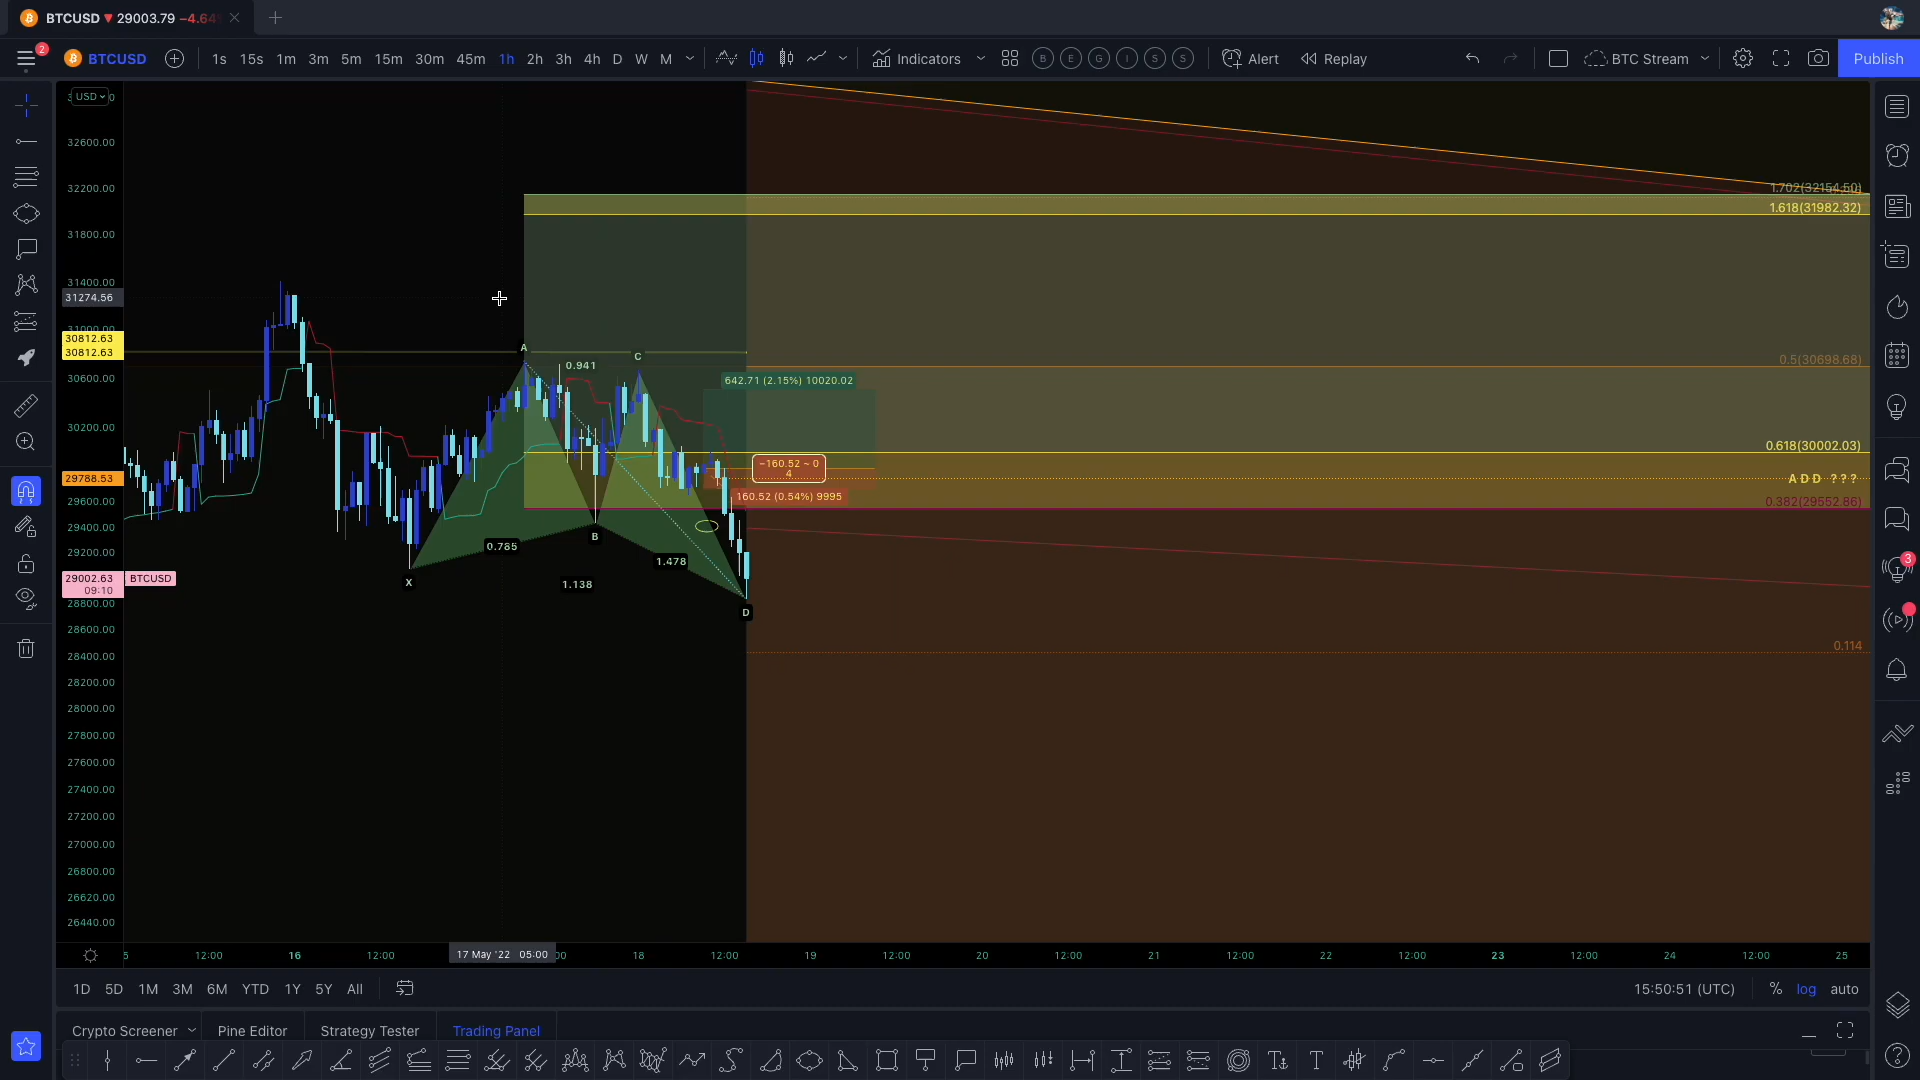 BTCUSD ▼ 29003.79 −4.64
2 BTCUSD 1s 15s 1m 3m 5m 15m 30m 45m 1h 2h 3h 4h D W M Indicators B E G I S S Alert Replay BTC Stream Publish
USD
32600.00
32200.00
31800.00
31400.00
31274.56
31000.00
30812.63
30812.63
30600.00
30200.00
29788.53
29600.00
29400.00
29200.00
29002.63
09:10
BTCUSD
28800.00
28600.00
28400.00
28200.00
28000.00
27800.00
27600.00
27400.00
27200.00
27000.00
26800.00
26620.00
26440.00
1.702(32154.50)
1.618(31982.32)
A
C
0.941
0.5(30698.68)
642.71 (2.15%) 10020.02
0.618(30002.03)
−160.52 ~ 0
4
ADD ???
160.52 (0.54%) 9995
0.382(29552.86)
B
0.785
1.478
X
1.138
D
0.114
3
12:00 16 12:00 17 May '22 05:00 18 12:00 19 12:00 20 12:00 21 12:00 22 12:00 23 12:00 24 12:00 25
1D 5D 1M 3M 6M YTD 1Y 5Y All 15:50:51 (UTC) % log auto
Crypto Screener Pine Editor Strategy Tester Trading Panel